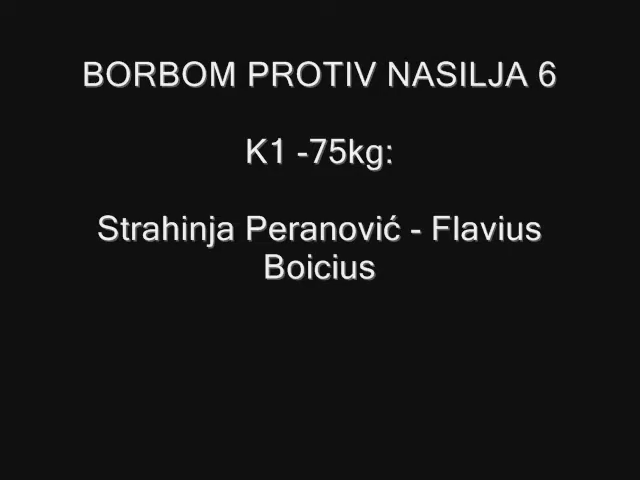 BORBOM PROTIV NASILJA 6
K1 -75kg:
Strahinja Peranović - Flavius
Boicius